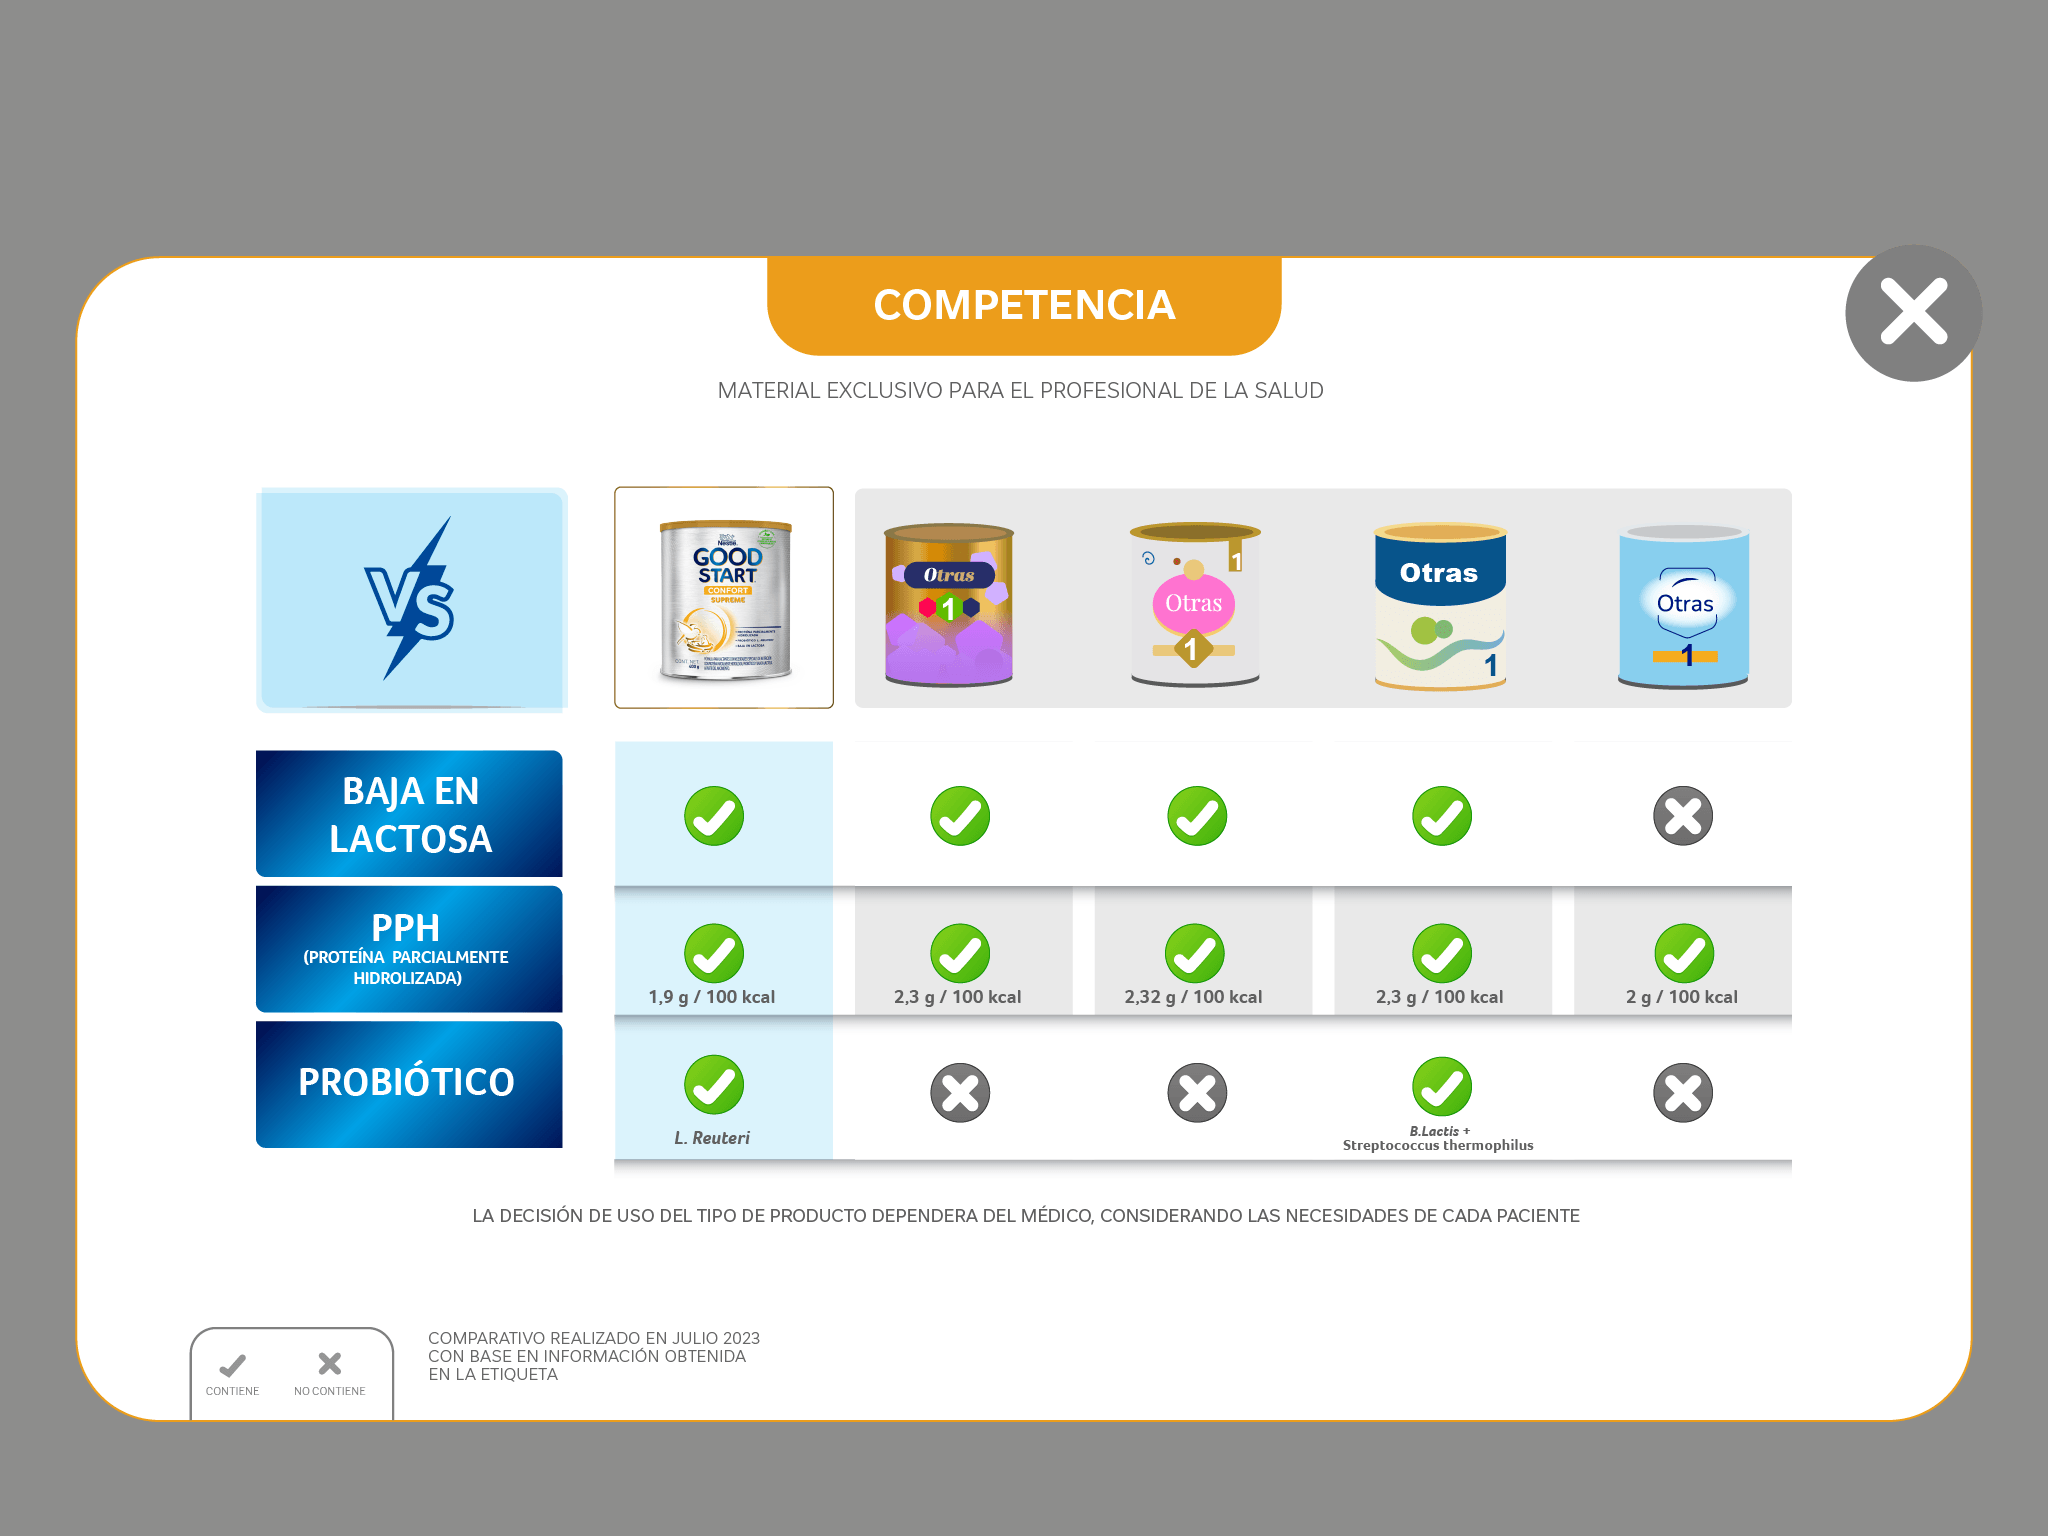 COMPETENCIA
MATERIAL EXCLUSIVO PARA EL PROFESIONAL DE LA SALUD
VS
Nestlé
GOOD
START
CONFORT
SUPREME
Otras
1
1
Otras
1
Otras
1
Otras
1
BAJA EN
LACTOSA
PPH
(PROTEÍNA PARCIALMENTE
HIDROLIZADA)
1,9 g / 100 kcal
2,3 g / 100 kcal
2,32 g / 100 kcal
2,3 g / 100 kcal
2 g / 100 kcal
PROBIÓTICO
L. Reuteri
B.Lactis +
Streptococcus thermophilus
LA DECISIÓN DE USO DEL TIPO DE PRODUCTO DEPENDERA DEL MÉDICO, CONSIDERANDO LAS NECESIDADES DE CADA PACIENTE
CONTIENE
NO CONTIENE
COMPARATIVO REALIZADO EN JULIO 2023
CON BASE EN INFORMACIÓN OBTENIDA
EN LA ETIQUETA